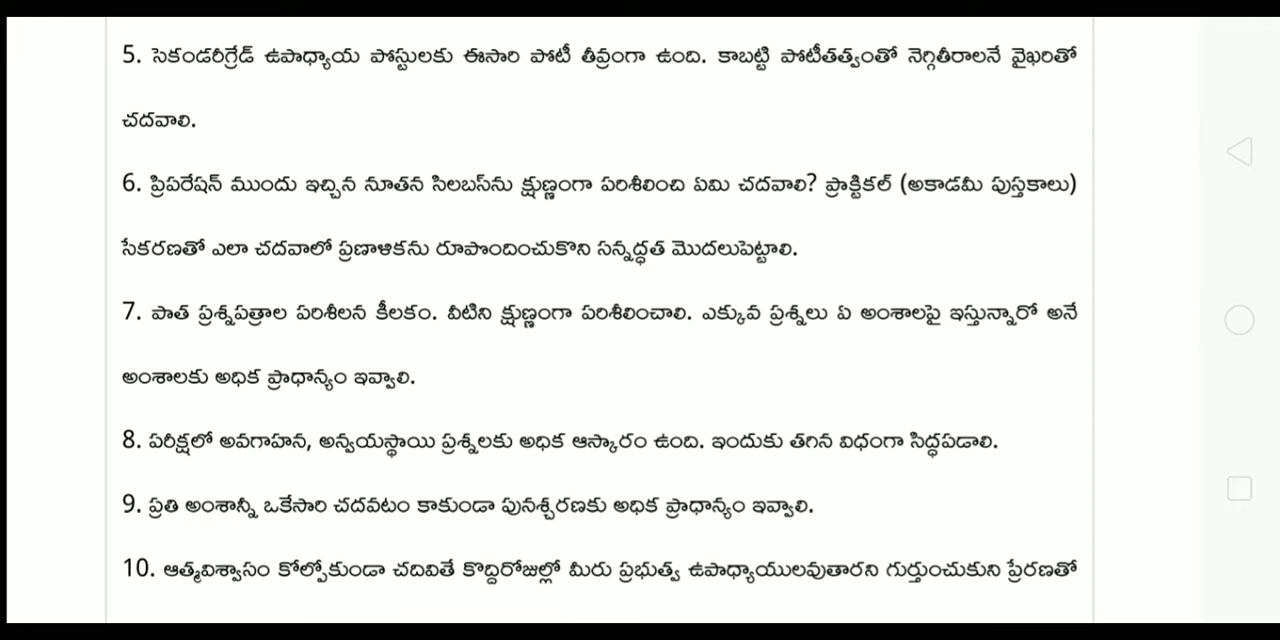 5. సెకండరీగ్రేడ్ ఉపాధ్యాయ పోస్టులకు ఈసారి పోటీ తీవ్రంగా ఉంది. కాబట్టి పోటీతత్వంతో నెగ్గితీరాలనే వైఖరితో
చదవాలి.
6. ప్రిపరేషన్ ముందు ఇచ్చిన నూతన సిలబస్‌ను క్షుణ్ణంగా పరిశీలించి ఏమి చదవాలి? ప్రాక్టికల్ (అకాడమీ పుస్తకాలు)
సేకరణతో ఎలా చదవాలో ప్రణాళికను రూపొందించుకొని సన్నద్ధత మొదలుపెట్టాలి.
7. పాత ప్రశ్నపత్రాల పరిశీలన కీలకం. వీటిని క్షుణ్ణంగా పరిశీలించాలి. ఎక్కువ ప్రశ్నలు ఏ అంశాలపై ఇస్తున్నారో అనే
అంశాలకు అధిక ప్రాధాన్యం ఇవ్వాలి.
8. పరీక్షలో అవగాహన, అన్వయస్థాయి ప్రశ్నలకు అధిక ఆస్కారం ఉంది. ఇందుకు తగిన విధంగా సిద్ధపడాలి.
9. ప్రతి అంశాన్నీ ఒకేసారి చదవటం కాకుండా పునశ్చరణకు అధిక ప్రాధాన్యం ఇవ్వాలి.
10. ఆత్మవిశ్వాసం కోల్పోకుండా చదివితే కొద్దిరోజుల్లో మీరు ప్రభుత్వ ఉపాధ్యాయులవుతారని గుర్తుంచుకుని ప్రేరణతో